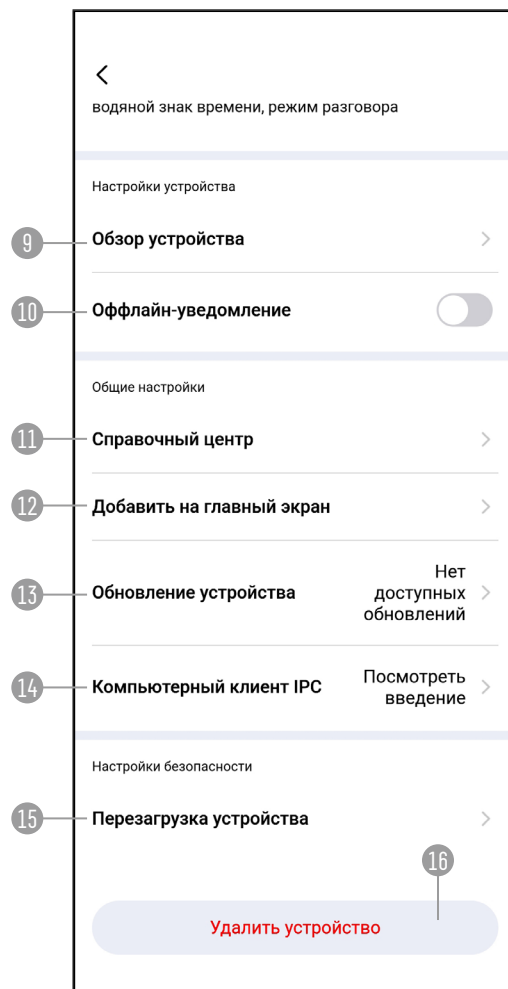 водяной знак времени, режим разговора
Настройки устройства
9 Обзор устройства
10 Оффлайн-уведомление
Общие настройки
11 Справочный центр
12 Добавить на главный экран
Нет
13 Обновление устройства доступных
обновлений
14 Компьютерный клиент IPC Посмотреть
введение
Настройки безопасности
15 Перезагрузка устройства
16
Удалить устройство